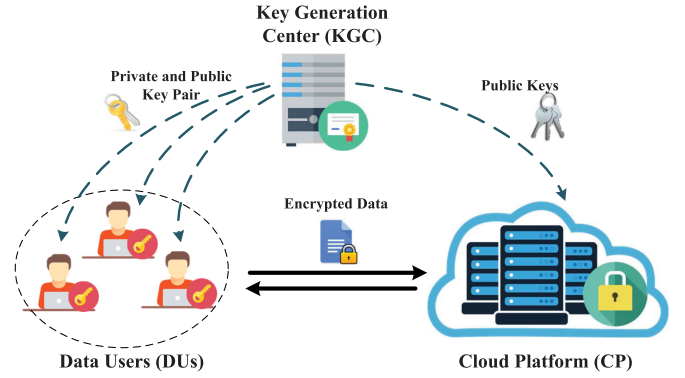 Key Generation
Center (KGC)
Private and Public
Key Pair
Public Keys
Encrypted Data
Data Users (DUs)
Cloud Platform (CP)